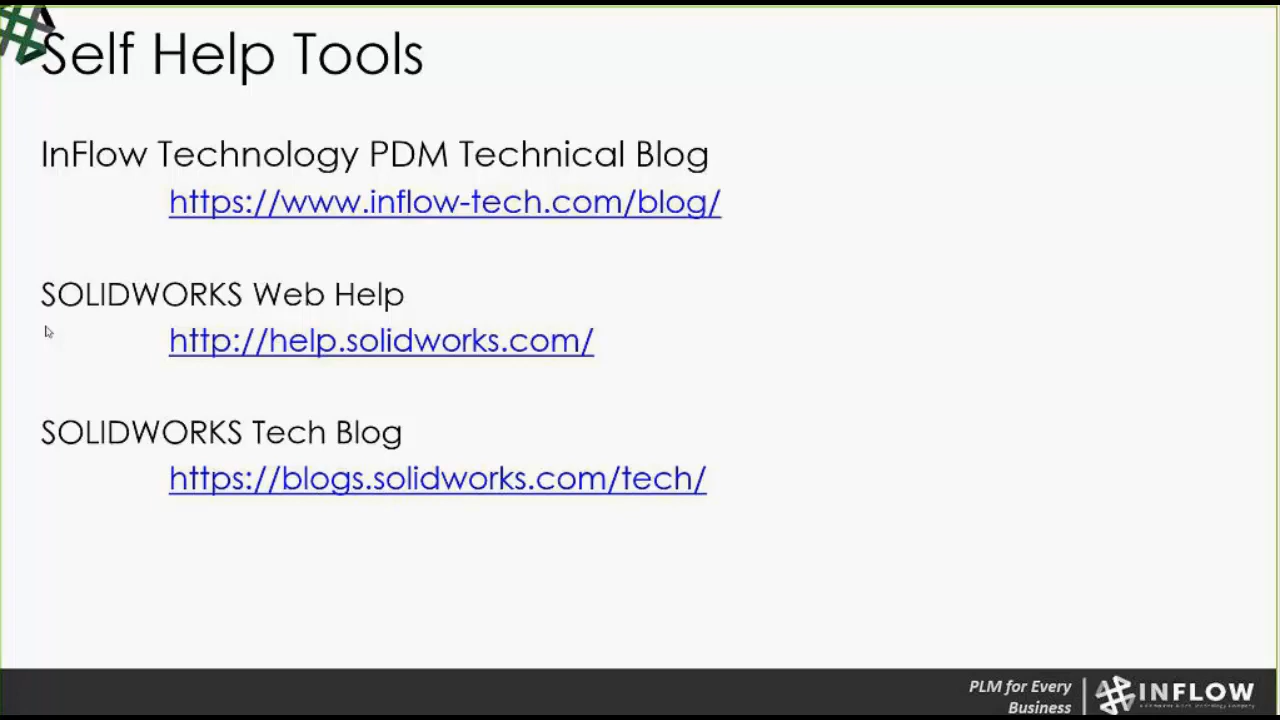 Self Help Tools
InFlow Technology PDM Technical Blog
https://www.inflow-tech.com/blog/
SOLIDWORKS Web Help
http://help.solidworks.com/
SOLIDWORKS Tech Blog
https://blogs.solidworks.com/tech/
PLM for Every
Business
INFLOW